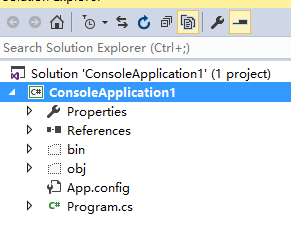 Search Solution Explorer (Ctrl+;)
Solution 'ConsoleApplication1' (1 project)
C# ConsoleApplication1
Properties
References
bin
obj
App.config
C# Program.cs